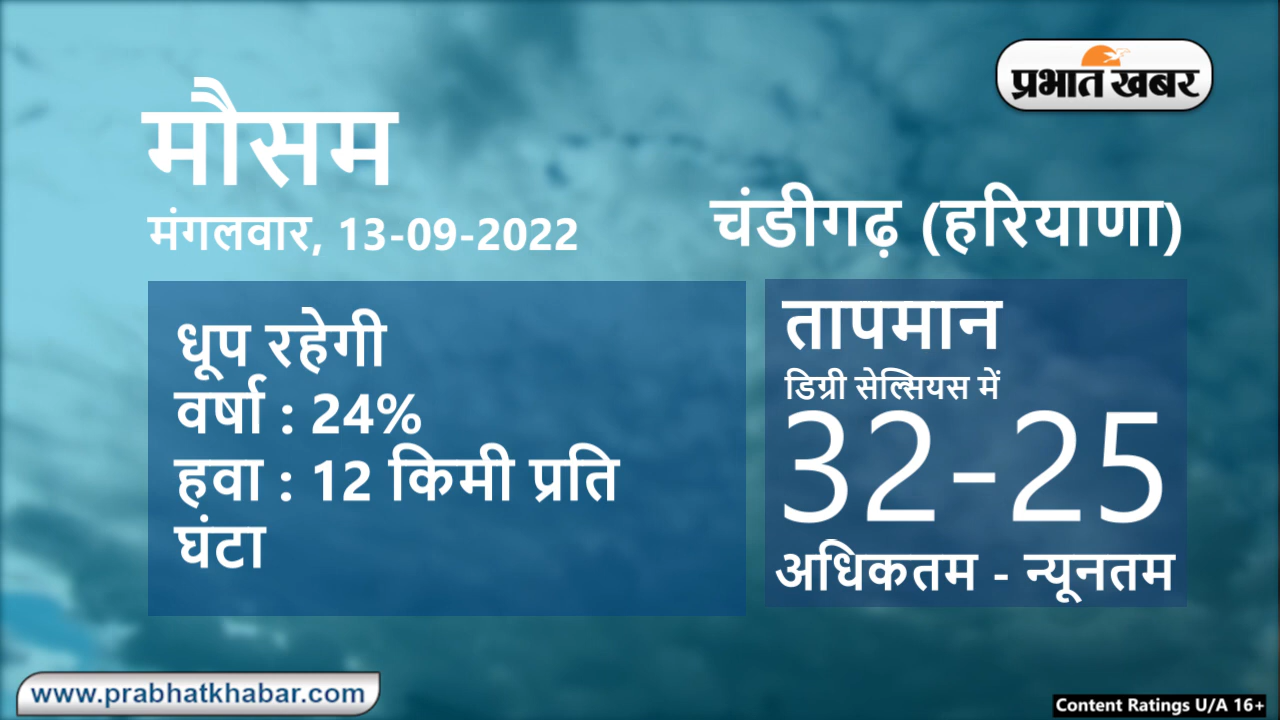 प्रभात खबर
मौसम
मंगलवार, 13-09-2022
चंडीगढ़ (हरियाणा)
धूप रहेगी
वर्षा : 24%
हवा : 12 किमी प्रति
घंटा
तापमान
डिग्री सेल्सियस में
32-25
अधिकतम - न्यूनतम
www.prabhatkhabar.com
Content Ratings U/A 16+